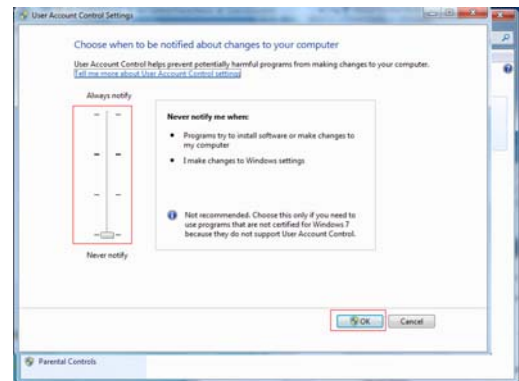 User Account Control Settings
Choose when to be notified about changes to your computer
User Account Control helps prevent potentially harmful programs from making changes to your computer.
Tell me more about User Account Control settings
Always notify
Never notify me when:
Programs try to install software or make changes to
my computer
I make changes to Windows settings
Not recommended. Choose this only if you need to
use programs that are not certified for Windows 7
because they do not support User Account Control.
Never notify
OK
Cancel
Parental Controls